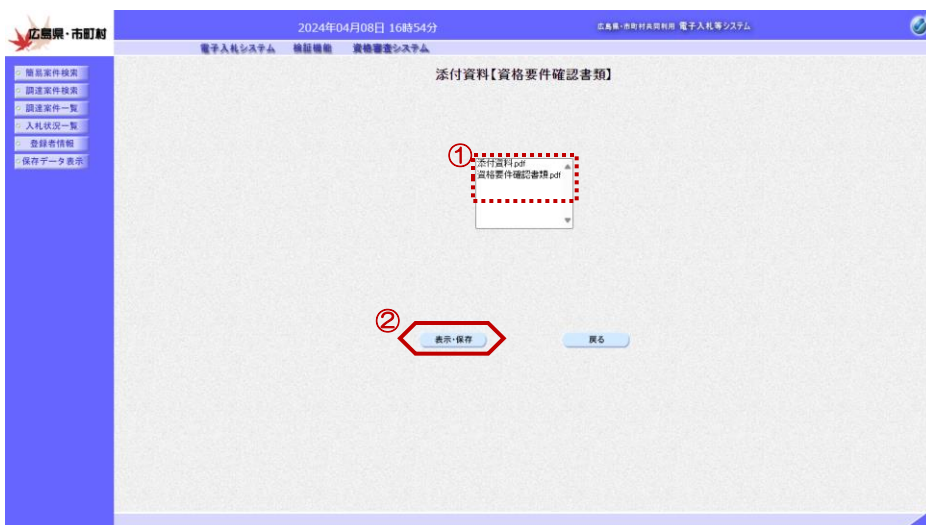 広島県・市町村
2024年04月08日 16時54分
広島県・市町村共同利用 電子入札等システム
電子入札システム 検証機能 資格審査システム
簡易案件検索
調達案件検索
調達案件一覧
入札状況一覧
登録者情報
保存データ表示
添付資料【資格要件確認書類】
①
添付資料.pdf
資格要件確認書類.pdf
②
表示・保存 戻る